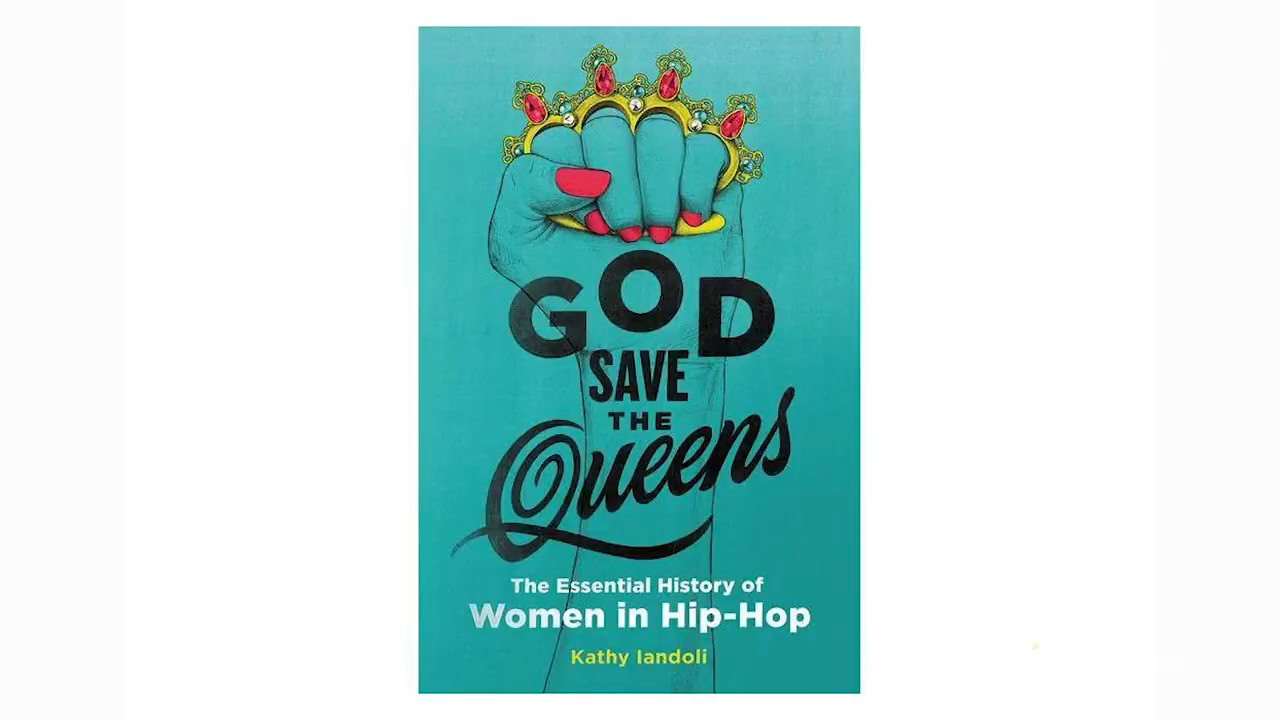 GOD
SAVE
THE
Queens
The Essential History of
Women in Hip-Hop
Kathy Iandoli